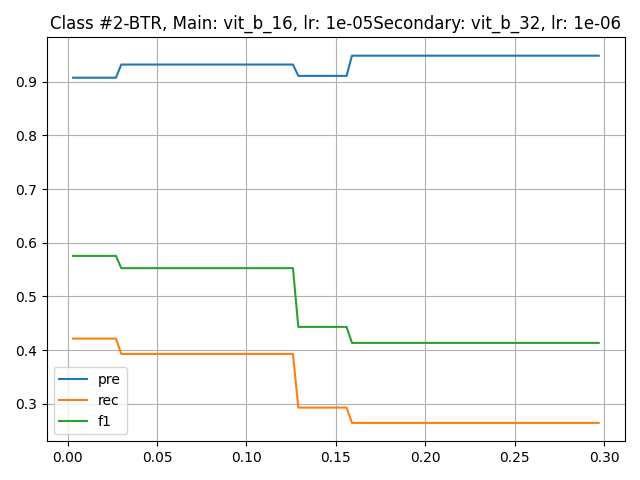 Class #2-BTR, Main: vit_b_16, lr: 1e-05Secondary: vit_b_32, lr: 1e-06
0.9
0.8
0.7
0.6
0.5
0.4
0.3
pre
rec
f1
0.00 0.05 0.10 0.15 0.20 0.25 0.30